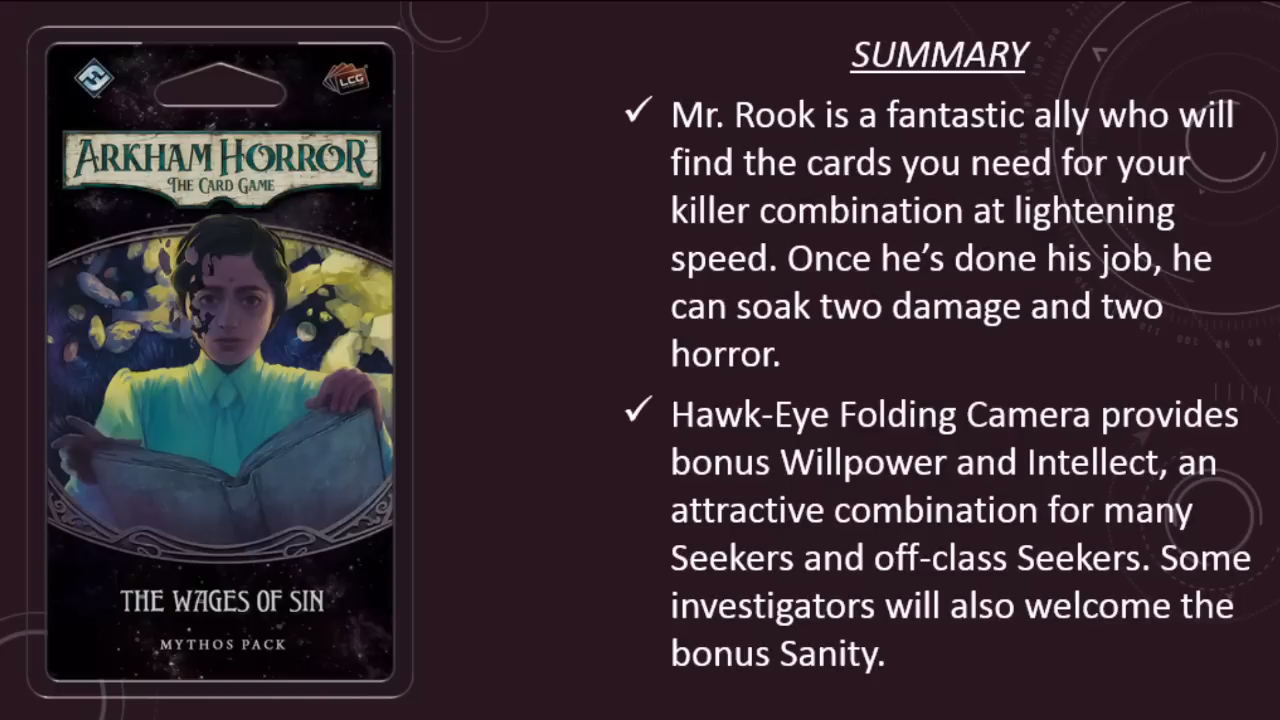 LCG
ARKHAM HORROR
THE CARD GAME
THE WAGES OF SIN
MYTHOS PACK
SUMMARY
✓ Mr. Rook is a fantastic ally who will
find the cards you need for your
killer combination at lightening
speed. Once he’s done his job, he
can soak two damage and two
horror.
✓ Hawk-Eye Folding Camera provides
bonus Willpower and Intellect, an
attractive combination for many
Seekers and off-class Seekers. Some
investigators will also welcome the
bonus Sanity.